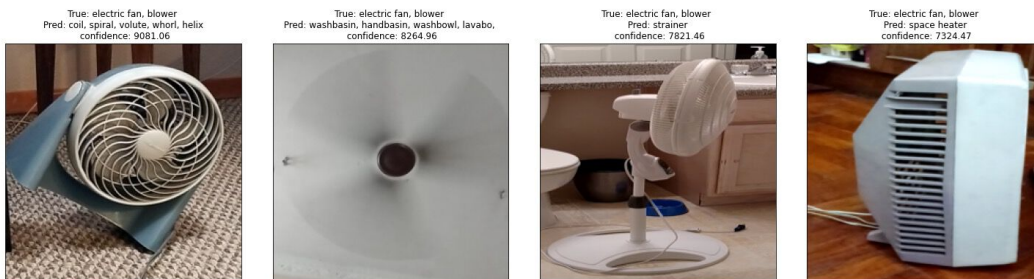 True: electric fan, blower
Pred: coil, spiral, volute, whorl, helix
confidence: 9081.06
True: electric fan, blower
Pred: washbasin, handbasin, washbowl, lavabo,
confidence: 8264.96
True: electric fan, blower
Pred: strainer
confidence: 7821.46
True: electric fan, blower
Pred: space heater
confidence: 7324.47